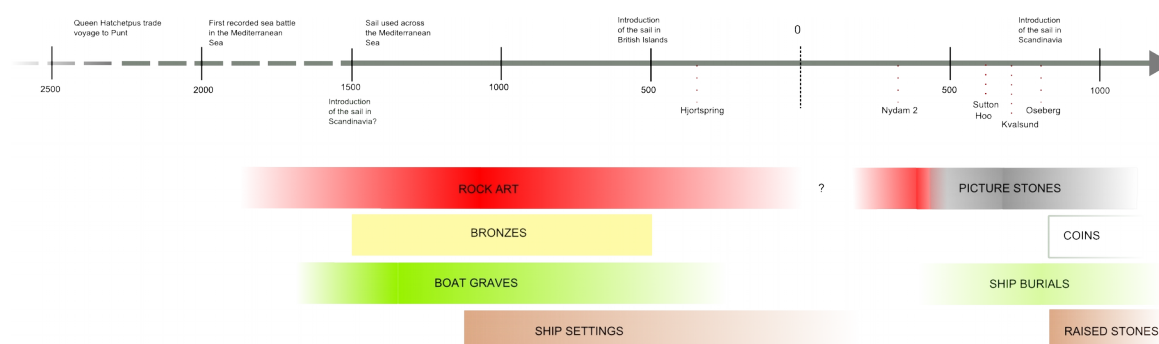 Queen Hatchetpus trade
voyage to Punt
First recorded sea battle
in the Mediterranean
Sea
Sail used across
the Mediterranean
Sea
Introduction
of the sail in
British Islands
0
Introduction
of the sail in
Scandinavia
2500
2000
1500
1000
500
500
1000
Introduction
of the sail in
Scandinavia?
Hjortspring
Nydam 2
Sutton
Hoo
Kvalsund
Oseberg
ROCK ART
?
PICTURE STONES
BRONZES
COINS
BOAT GRAVES
SHIP BURIALS
SHIP SETTINGS
RAISED STONES